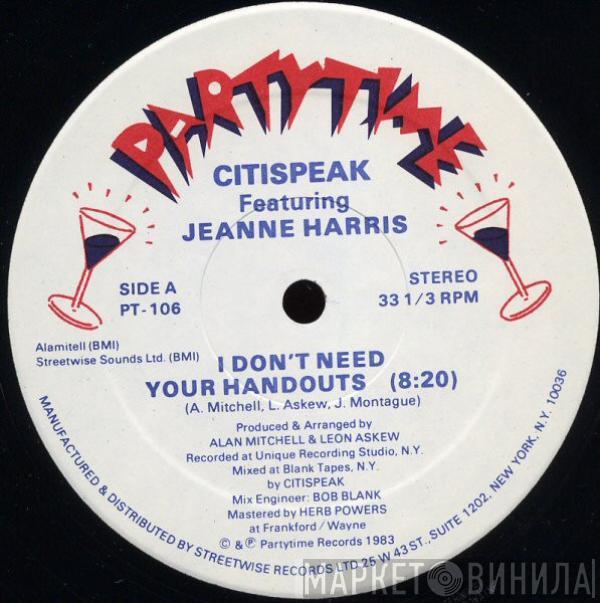 PARTYTIME
CITISPEAK
Featuring
JEANNE HARRIS
SIDE A
PT-106
STEREO
33 1/3 RPM
Alamitell (BMI)
Streetwise Sounds Ltd. (BMI)
I DON'T NEED
YOUR HANDOUTS (8:20)
(A. Mitchell, L. Askew, J. Montague)
Produced & Arranged by
ALAN MITCHELL & LEON ASKEW
Recorded at Unique Recording Studio, N.Y.
Mixed at Blank Tapes, N.Y.
by CITISPEAK
Mix Engineer: BOB BLANK
Mastered by HERB POWERS
at Frankford / Wayne
© & ℗ Partytime Records 1983
MANUFACTURED & DISTRIBUTED BY STREETWISE RECORDS LTD. 25 W 43 ST., SUITE 1202, NEW YORK, N.Y. 10036
МАРКЕТ ВИНИЛА